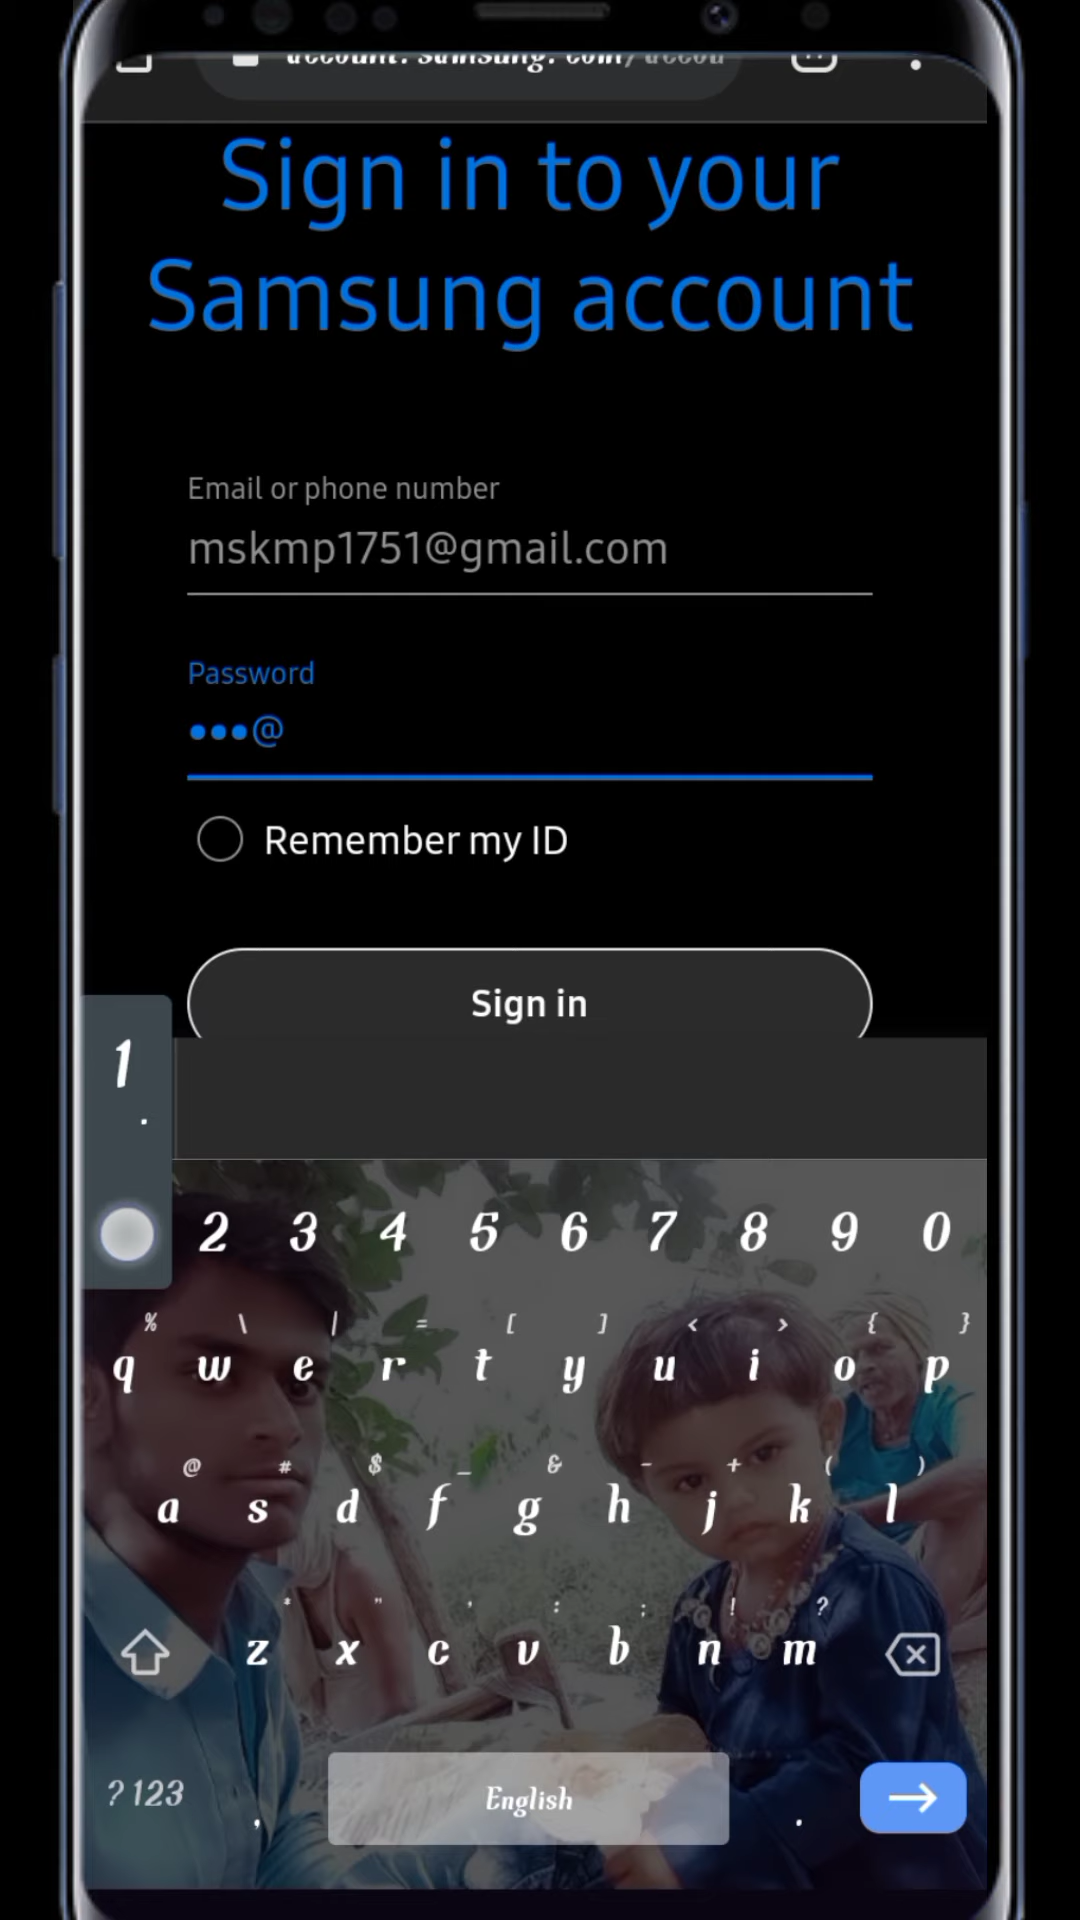 account.samsung.com/accou
Sign in to your
Samsung account
Email or phone number
mskmp1751@gmail.com
Password
•••@
Remember my ID
Sign in
1
.
2 3 4 5 6 7 8 9 0
% \ | = [ ] < > { }
q w e r t y u i o p
@ # $ _ & - + ( )
a s d f g h j k l
* " ' : ; ! ?
z x c v b n m
?123 , English .